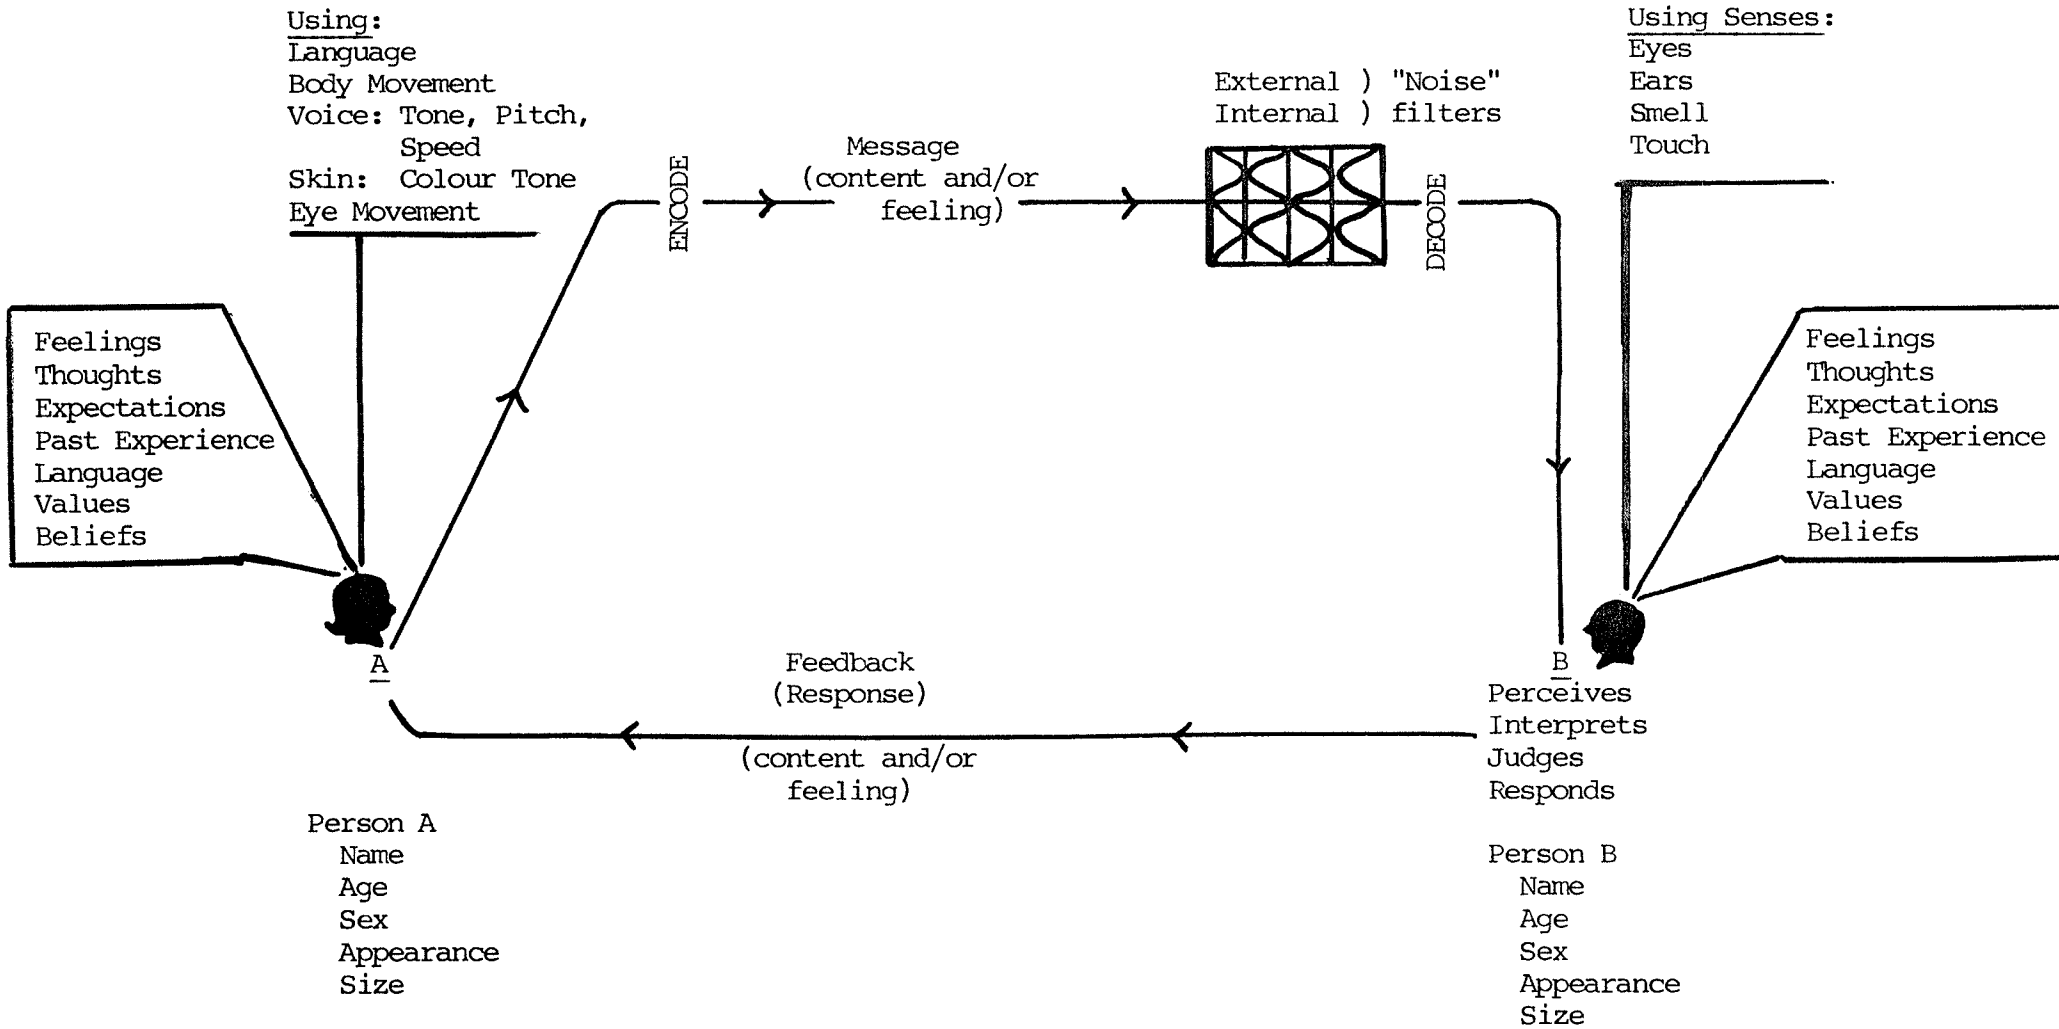 Using:
Language
Body Movement
Voice: Tone, Pitch,
Speed
Skin: Colour Tone
Eye Movement
ENCODE
Message
(content and/or
feeling)
External ) "Noise"
Internal ) filters
DECODE
Using Senses:
Eyes
Ears
Smell
Touch
Feelings
Thoughts
Expectations
Past Experience
Language
Values
Beliefs
Feelings
Thoughts
Expectations
Past Experience
Language
Values
Beliefs
A
Feedback
(Response)
(content and/or
feeling)
B
Perceives
Interprets
Judges
Responds
Person A
Name
Age
Sex
Appearance
Size
Person B
Name
Age
Sex
Appearance
Size